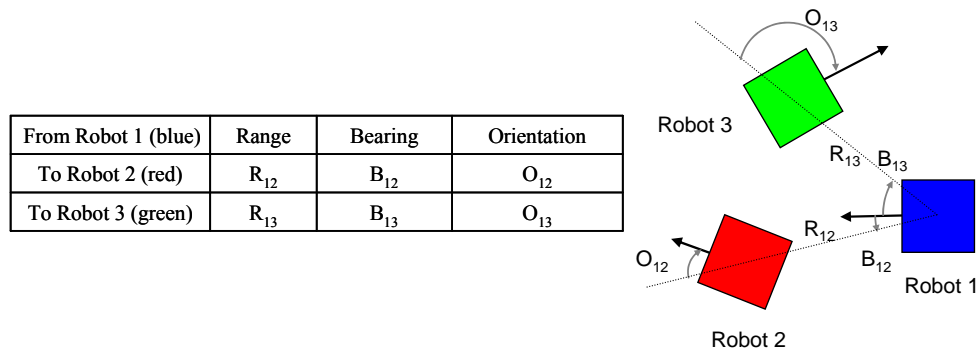 From Robot 1 (blue) Range Bearing Orientation
To Robot 2 (red) R12 B12 O12
To Robot 3 (green) R13 B13 O13
O13
Robot 3
R13 B13
R12
O12
B12
Robot 1
Robot 2